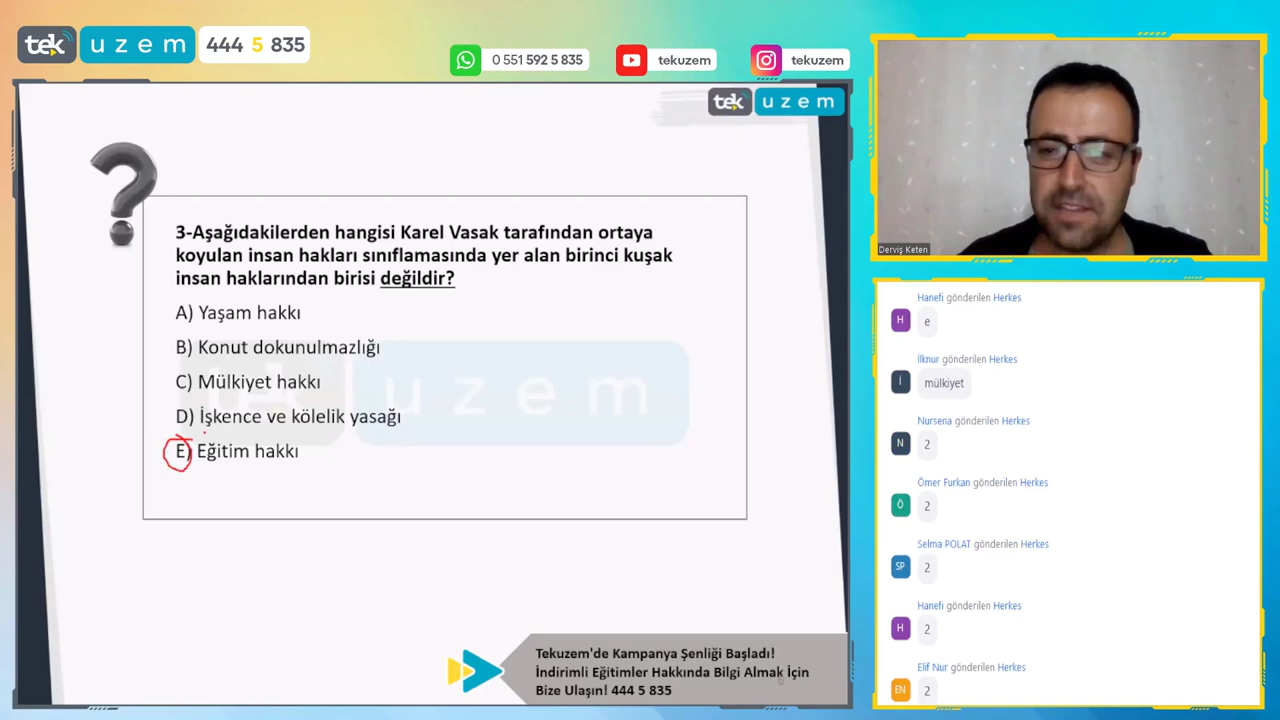 tek uzem 444 5 835
0 551 592 5 835
tekuzem
tekuzem
tek uzem
3-Aşağıdakilerden hangisi Karel Vasak tarafından ortaya
koyulan insan hakları sınıflamasında yer alan birinci kuşak
insan haklarından birisi değildir?
A) Yaşam hakkı
B) Konut dokunulmazlığı
C) Mülkiyet hakkı
D) İşkence ve kölelik yasağı
E) Eğitim hakkı
tek uzem
Tekuzem'de Kampanya Şenliği Başladı!
İndirimli Eğitimler Hakkında Bilgi Almak İçin
Bize Ulaşın! 444 5 835
Derviş Keten
Hanefi gönderilen Herkes
H e
İlknur gönderilen Herkes
İ mülkiyet
Nursena gönderilen Herkes
N 2
Ömer Furkan gönderilen Herkes
Ö 2
Selma POLAT gönderilen Herkes
SP 2
Hanefi gönderilen Herkes
H 2
Elif Nur gönderilen Herkes
EN 2